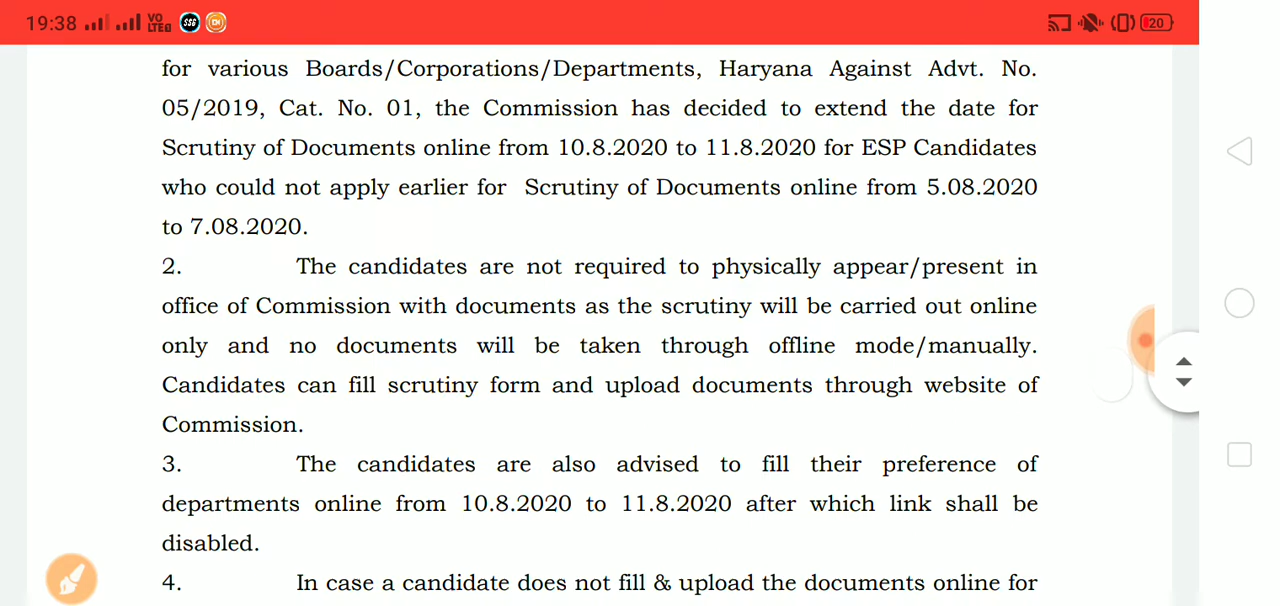 19:38 VO LTE SSG 20
for various Boards/Corporations/Departments, Haryana Against Advt. No.
05/2019, Cat. No. 01, the Commission has decided to extend the date for
Scrutiny of Documents online from 10.8.2020 to 11.8.2020 for ESP Candidates
who could not apply earlier for Scrutiny of Documents online from 5.08.2020
to 7.08.2020.
2. The candidates are not required to physically appear/present in
office of Commission with documents as the scrutiny will be carried out online
only and no documents will be taken through offline mode/manually.
Candidates can fill scrutiny form and upload documents through website of
Commission.
3. The candidates are also advised to fill their preference of
departments online from 10.8.2020 to 11.8.2020 after which link shall be
disabled.
4. In case a candidate does not fill & upload the documents online for